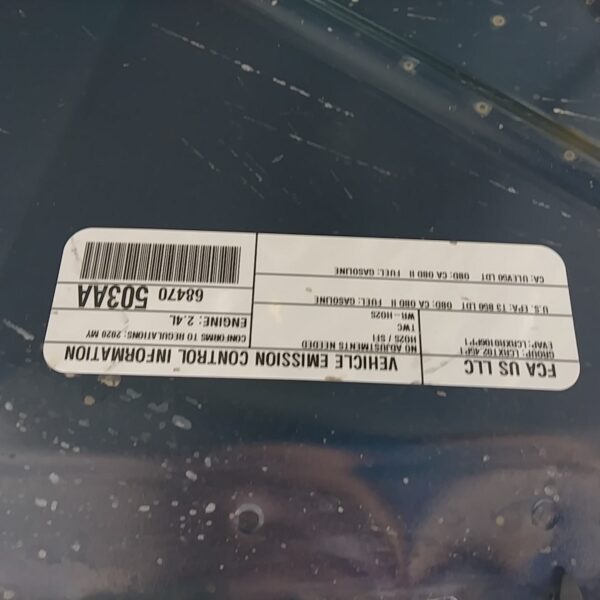 FCA US LLC
VEHICLE EMISSION CONTROL INFORMATION
CONFORMS TO REGULATIONS: 2020 MY
NO ADJUSTMENTS NEEDED
HO2S / SFI
TWC
WR-HO2S
ENGINE: 2.4L
U.S. EPA: T3 B50 LDT OBD: CA OBD II FUEL: GASOLINE
CA: ULEV50 LDT OBD: CA OBD II FUEL: GASOLINE
68470
503AA